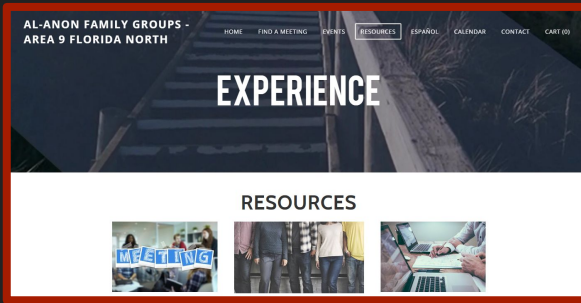 AL-ANON FAMILY GROUPS -
AREA 9 FLORIDA NORTH
HOME FIND A MEETING EVENTS RESOURCES ESPAÑOL CALENDAR CONTACT CART (0)
EXPERIENCE
RESOURCES
MEETING